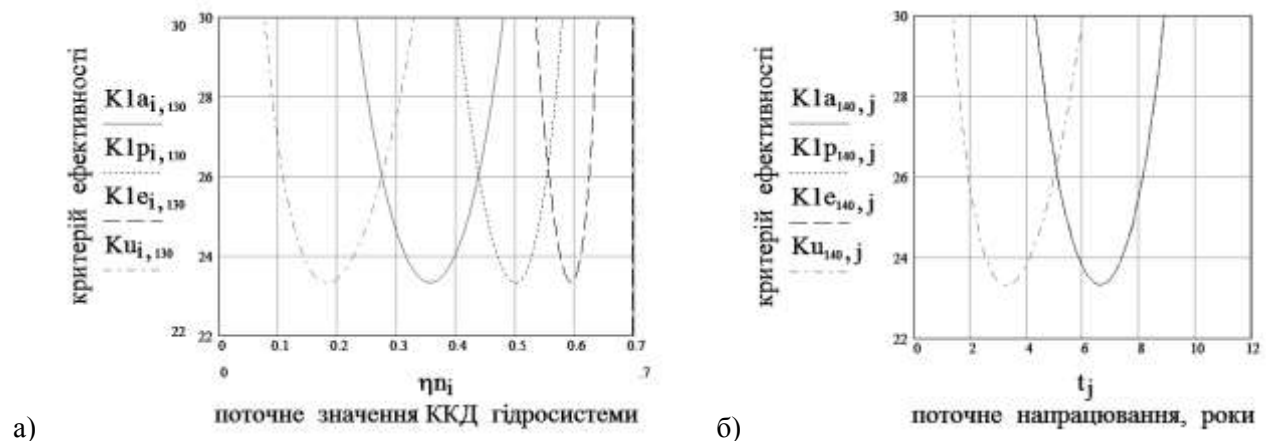 критерій ефективності
K1a i,130
K1p i,130
K1e i,130
Ku i,130
30
22
30
28
26
24
22
0 0.1 0.2 0.3 0.4 0.5 0.6 0.7
0 .7
ηn i
поточне значення ККД гідросистеми
а)
критерій ефективності
K1a 140, j
K1p 140, j
K1e 140, j
Ku 140, j
30
28
26
24
22
0 2 4 6 8 10 12
t j
поточне напрацювання, роки
б)